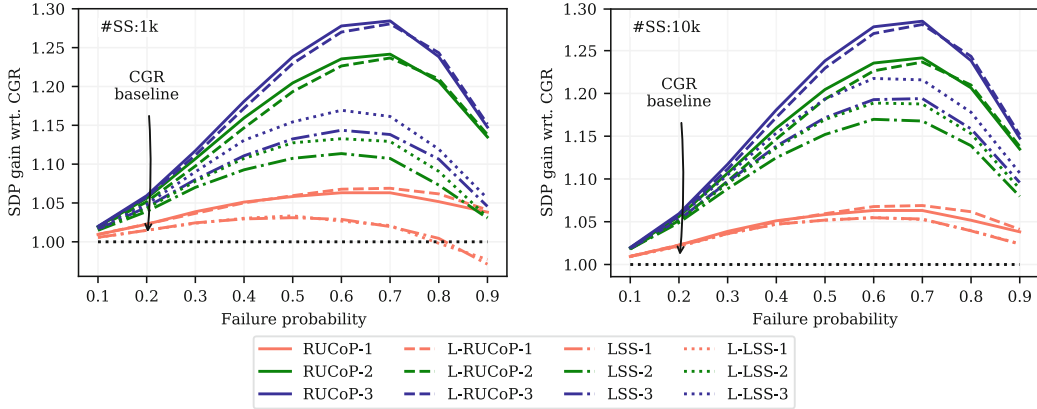 #SS:1k
CGR
baseline
SDP gain wrt. CGR
1.30
1.25
1.20
1.15
1.10
1.05
1.00
0.1 0.2 0.3 0.4 0.5 0.6 0.7 0.8 0.9
Failure probability
#SS:10k
CGR
baseline
SDP gain wrt. CGR
1.30
1.25
1.20
1.15
1.10
1.05
1.00
0.1 0.2 0.3 0.4 0.5 0.6 0.7 0.8 0.9
Failure probability
RUCoP-1 L-RUCoP-1 LSS-1 L-LSS-1
RUCoP-2 L-RUCoP-2 LSS-2 L-LSS-2
RUCoP-3 L-RUCoP-3 LSS-3 L-LSS-3